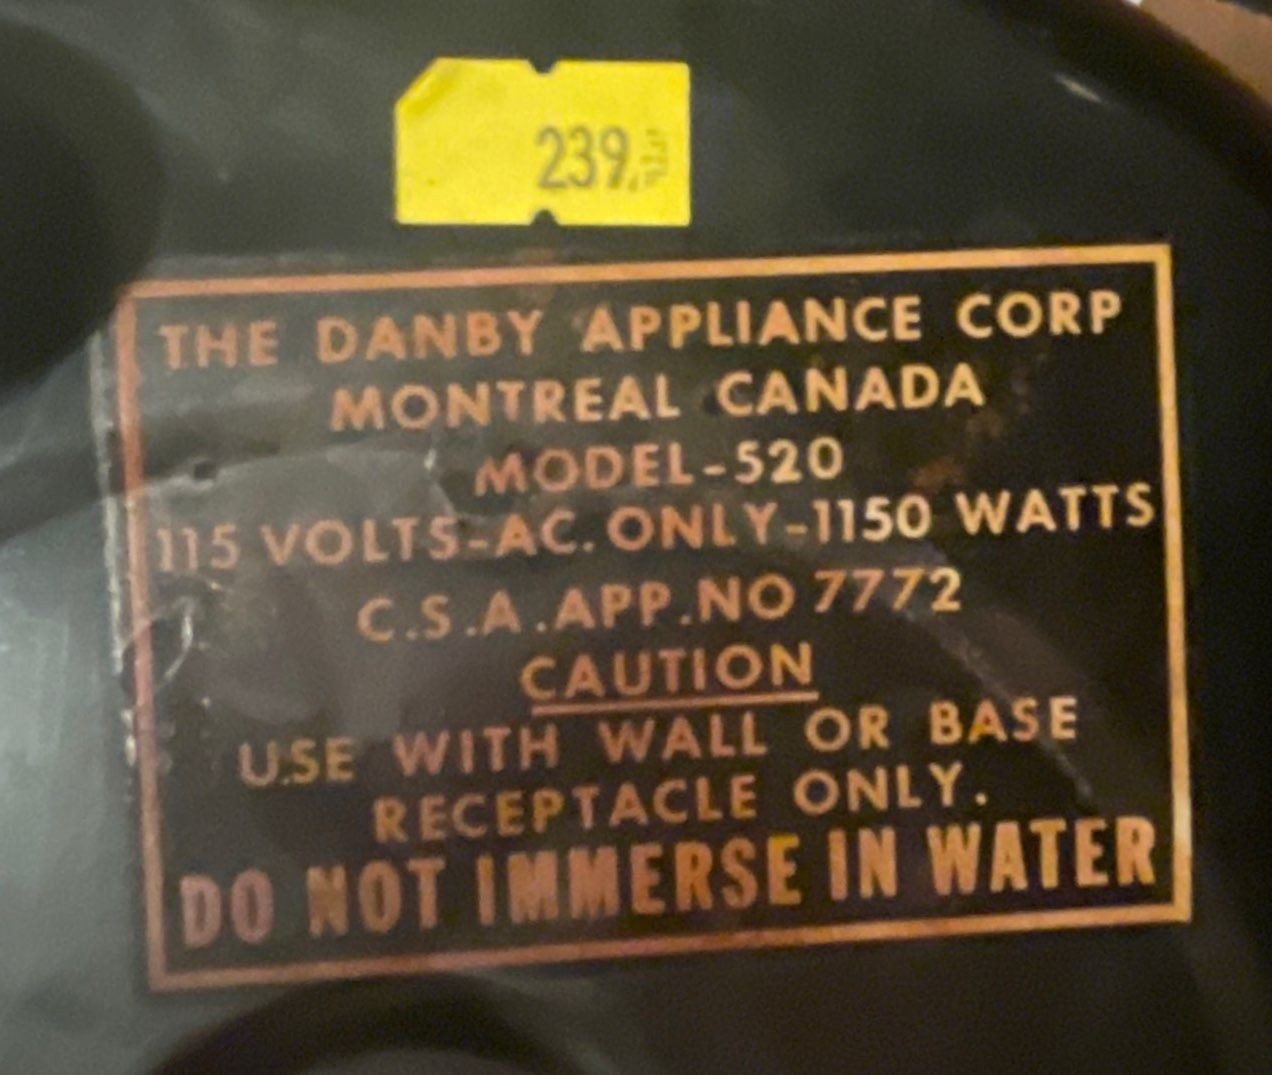 239.
THE DANBY APPLIANCE CORP
MONTREAL CANADA
MODEL-520
115 VOLTS-AC. ONLY-1150 WATTS
C.S.A. APP. NO 7772
CAUTION
USE WITH WALL OR BASE
RECEPTACLE ONLY.
DO NOT IMMERSE IN WATER